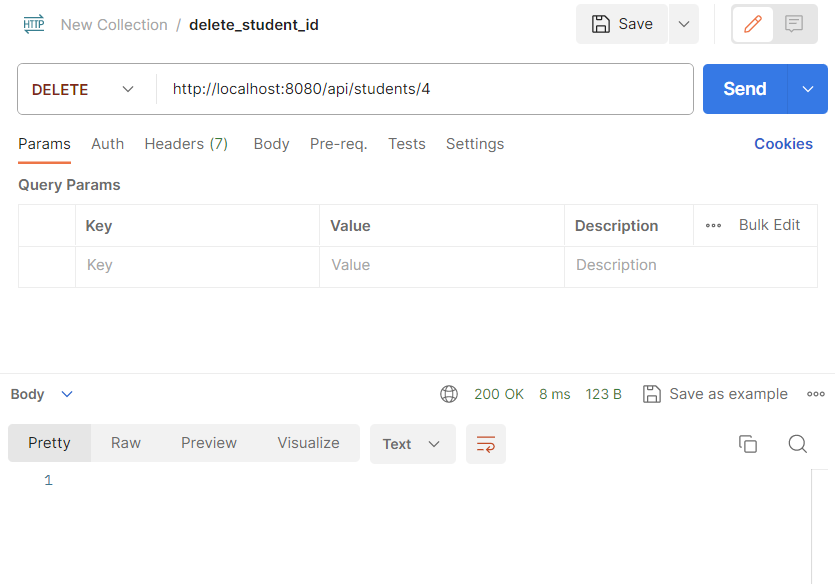 HTTP New Collection / delete_student_id Save
DELETE http://localhost:8080/api/students/4 Send
Params Auth Headers (7) Body Pre-req. Tests Settings Cookies
Query Params
Key Value Description Bulk Edit
Key Value Description
Body 200 OK 8 ms 123 B Save as example
Pretty Raw Preview Visualize Text
1